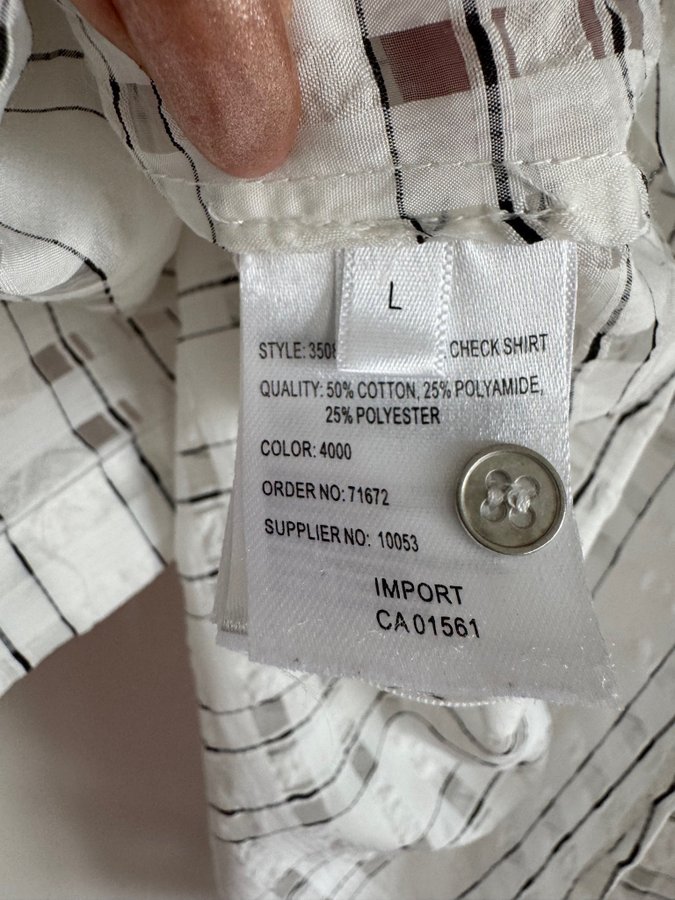 L
STYLE: 350 CHECK SHIRT
QUALITY: 50% COTTON, 25% POLYAMIDE,
25% POLYESTER
COLOR: 4000
ORDER NO: 71672
SUPPLIER NO: 10053
IMPORT
CA 01561